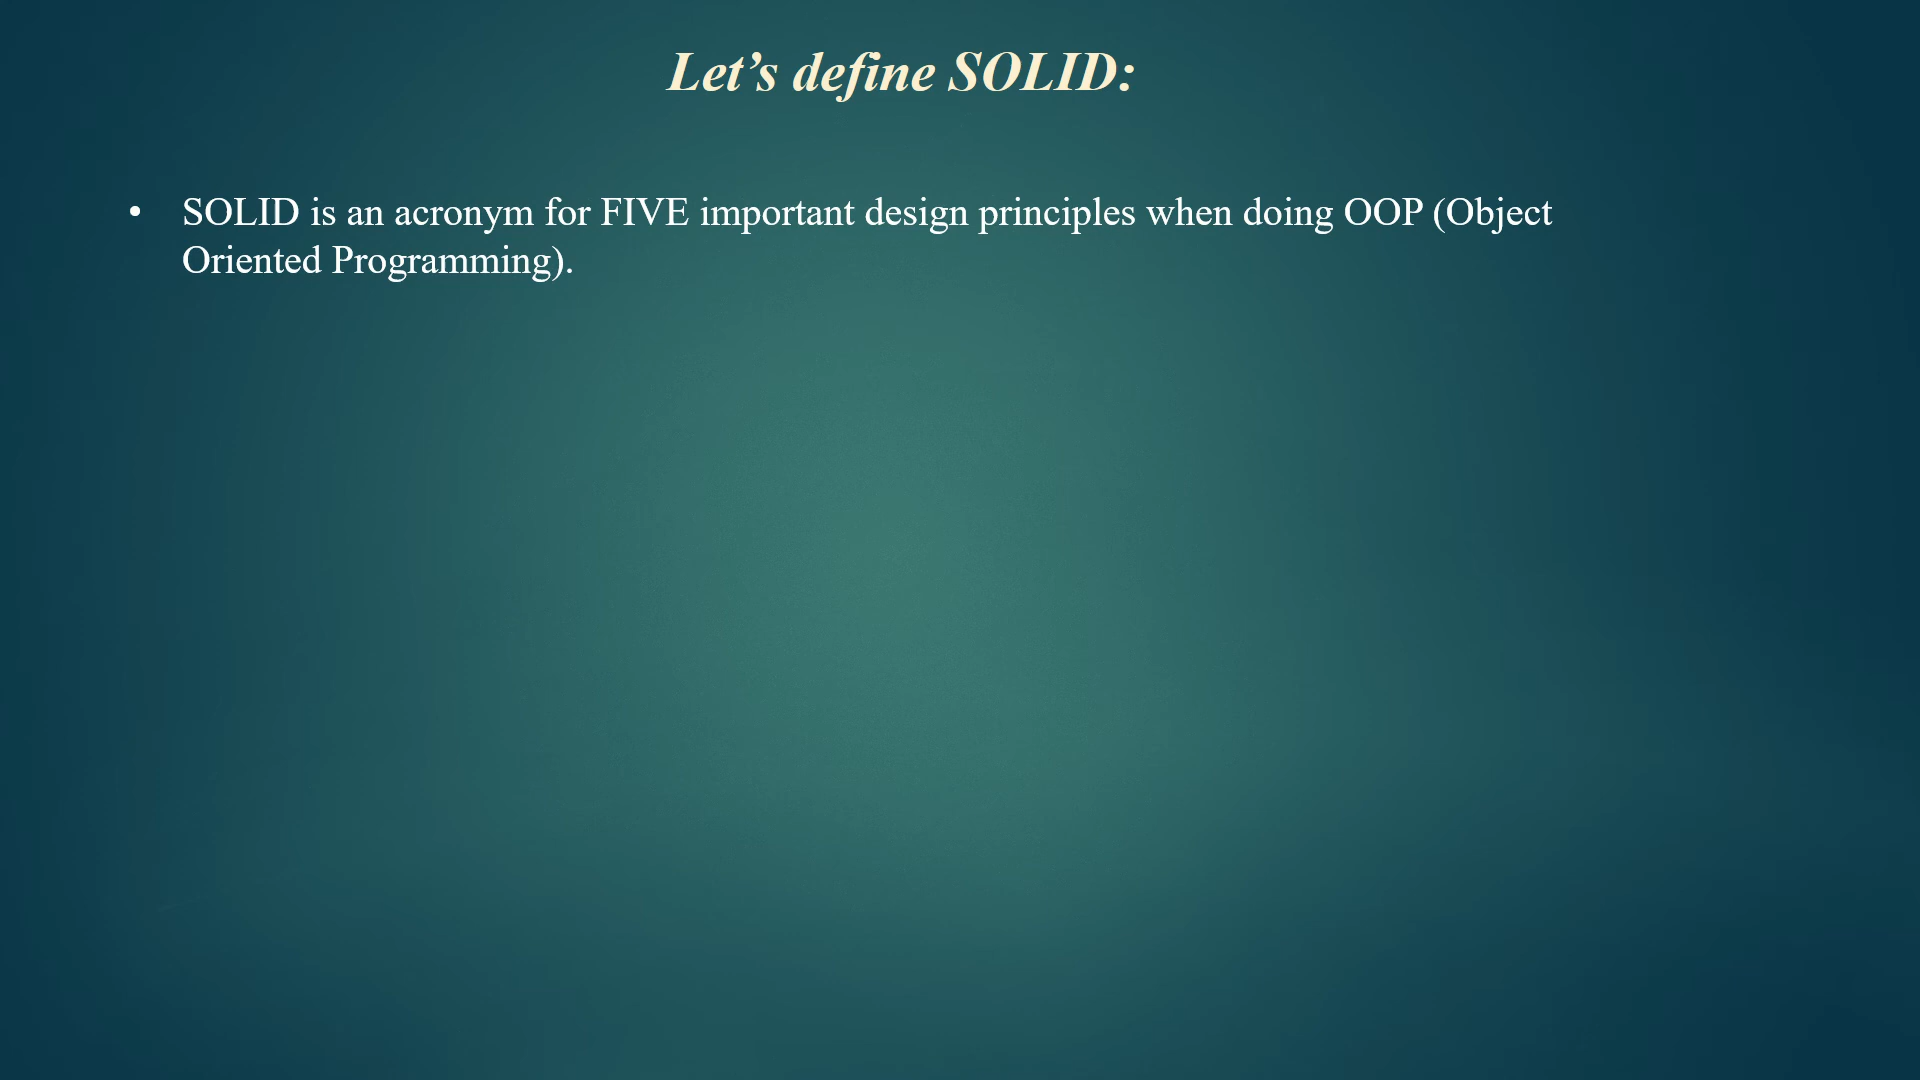 Let’s define SOLID:
• SOLID is an acronym for FIVE important design principles when doing OOP (Object
Oriented Programming).